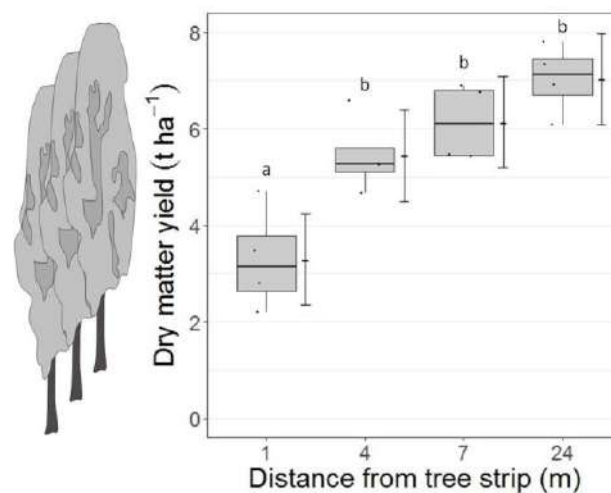 Dry matter yield (t ha⁻¹)
8
6
4
2
0
a
b
b
b
1 4 7 24
Distance from tree strip (m)